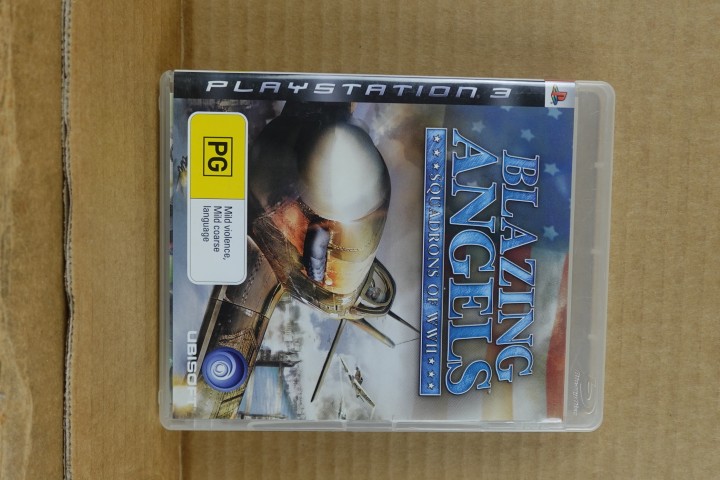 PLAYSTATION 3
BLAZING
ANGELS
SQUADRONS OF WWII
PG
Mild violence,
Mild coarse
language
UBISOFT